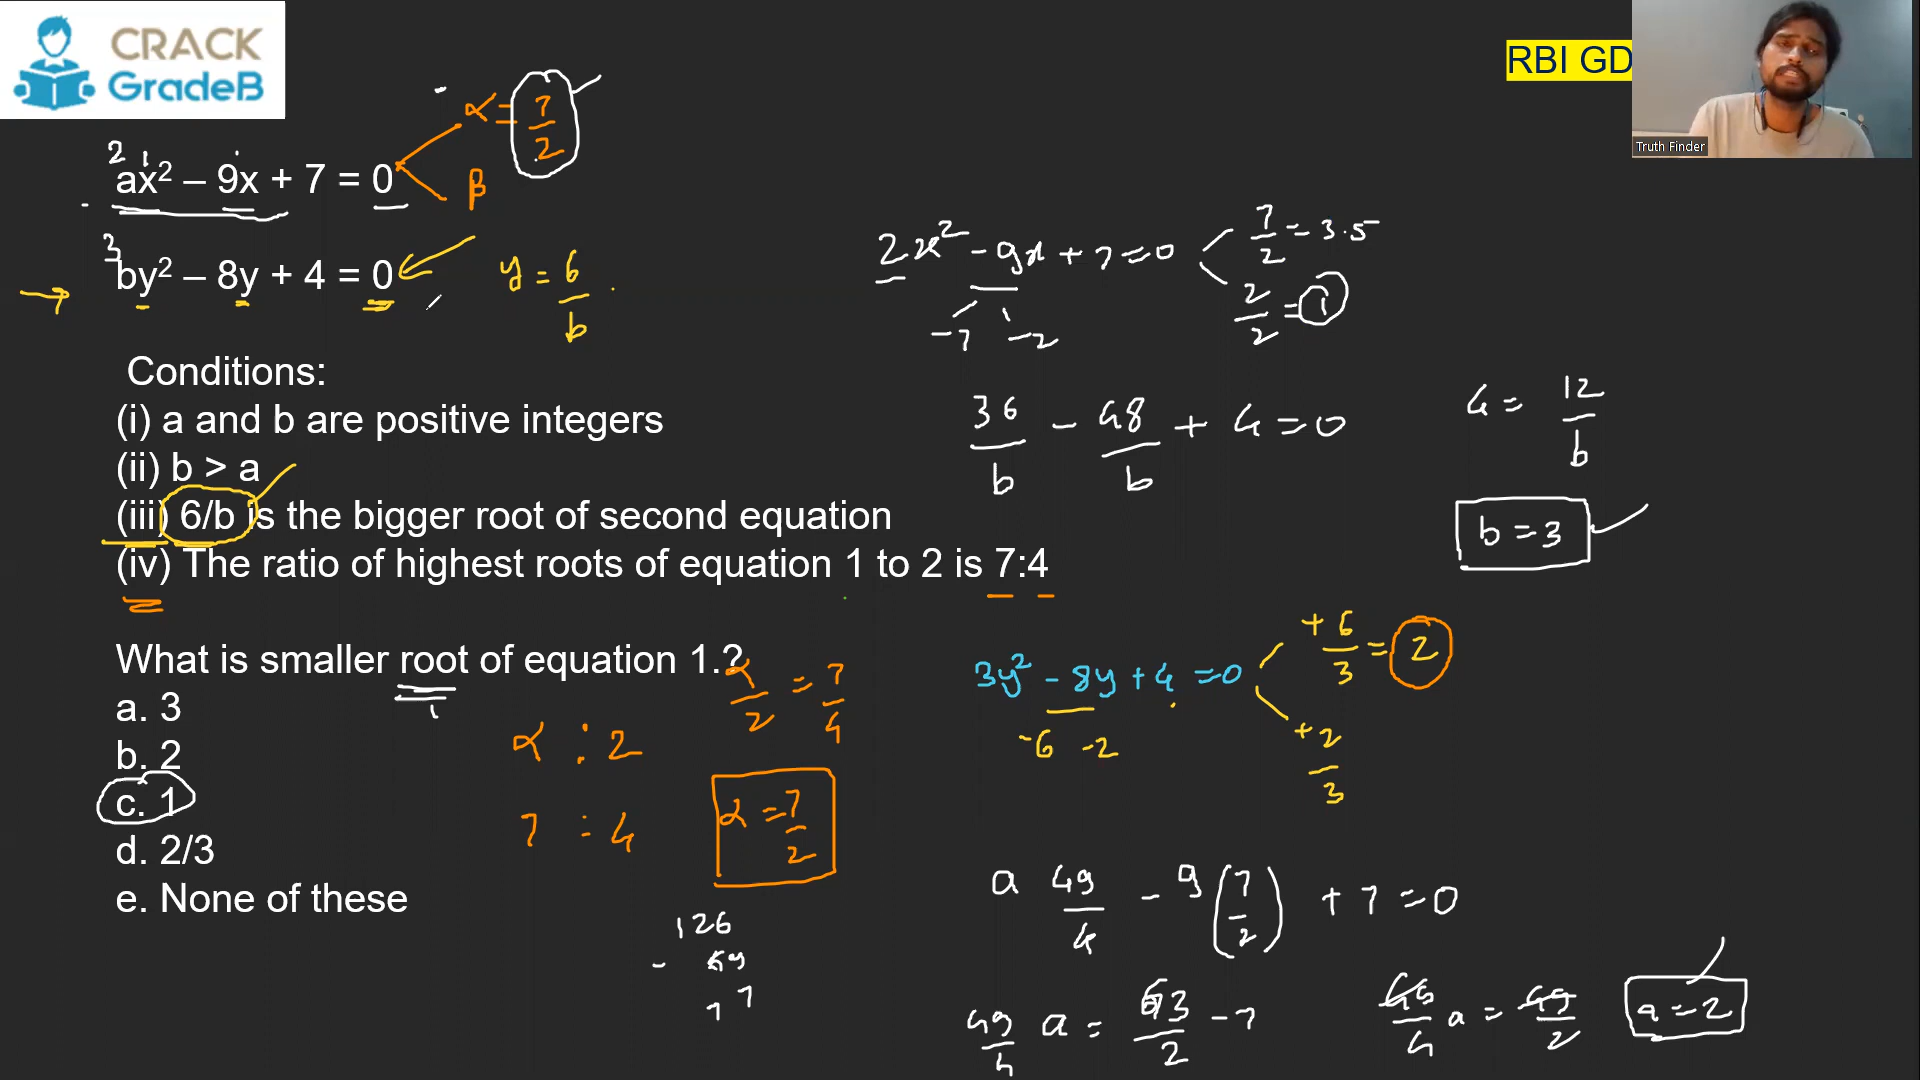 CRACK
GradeB
RBI GD
Truth Finder
2
ax² – 9x + 7 = 0
α = 7/2
β
3
by² – 8y + 4 = 0
y = 6/b
Conditions:
(i) a and b are positive integers
(ii) b > a
(iii) 6/b is the bigger root of second equation
(iv) The ratio of highest roots of equation 1 to 2 is 7:4
What is smaller root of equation 1.?
a. 3
b. 2
c. 1
d. 2/3
e. None of these
α : 2
7 : 4
α/2 = 7/4
α = 7/2
126
7 7
2x² - 9x + 7 = 0
7/2 = 3.5
2/2 = 1
-7 -2
36/b - 48/b + 4 = 0
4 = 12/b
b = 3
3y² - 8y + 4 = 0
+6/3 = 2
+2/3
-6 -2
a 49/4 - 9(7/2) + 7 = 0
49/4 a = 63/2 - 7
49/4 a = 49/2
a = 2